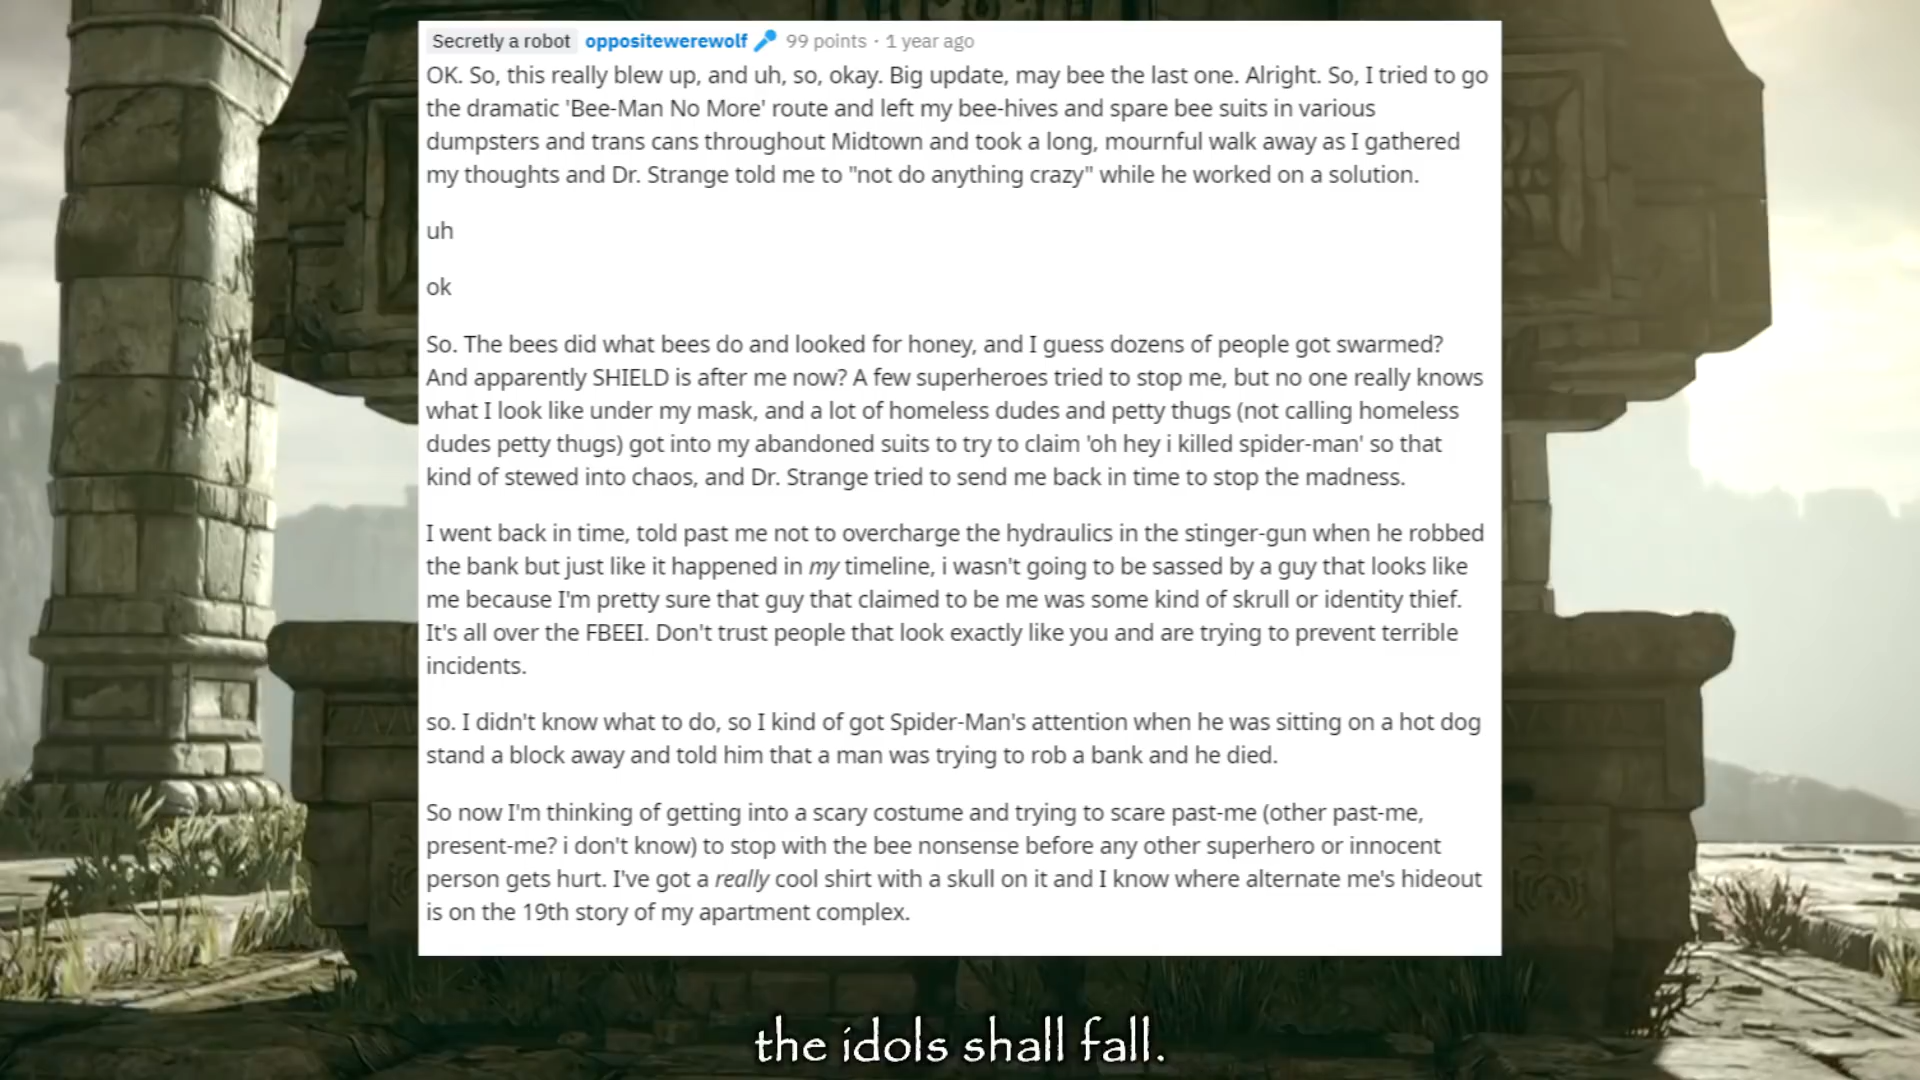 Secretly a robot oppositewerewolf 99 points · 1 year ago
OK. So, this really blew up, and uh, so, okay. Big update, may bee the last one. Alright. So, I tried to go
the dramatic 'Bee-Man No More' route and left my bee-hives and spare bee suits in various
dumpsters and trans cans throughout Midtown and took a long, mournful walk away as I gathered
my thoughts and Dr. Strange told me to "not do anything crazy" while he worked on a solution.
uh
ok
So. The bees did what bees do and looked for honey, and I guess dozens of people got swarmed?
And apparently SHIELD is after me now? A few superheroes tried to stop me, but no one really knows
what I look like under my mask, and a lot of homeless dudes and petty thugs (not calling homeless
dudes petty thugs) got into my abandoned suits to try to claim 'oh hey i killed spider-man' so that
kind of stewed into chaos, and Dr. Strange tried to send me back in time to stop the madness.
I went back in time, told past me not to overcharge the hydraulics in the stinger-gun when he robbed
the bank but just like it happened in my timeline, i wasn't going to be sassed by a guy that looks like
me because I'm pretty sure that guy that claimed to be me was some kind of skrull or identity thief.
It's all over the FBEEI. Don't trust people that look exactly like you and are trying to prevent terrible
incidents.
so. I didn't know what to do, so I kind of got Spider-Man's attention when he was sitting on a hot dog
stand a block away and told him that a man was trying to rob a bank and he died.
So now I'm thinking of getting into a scary costume and trying to scare past-me (other past-me,
present-me? i don't know) to stop with the bee nonsense before any other superhero or innocent
person gets hurt. I've got a really cool shirt with a skull on it and I know where alternate me's hideout
is on the 19th story of my apartment complex.
the idols shall fall.